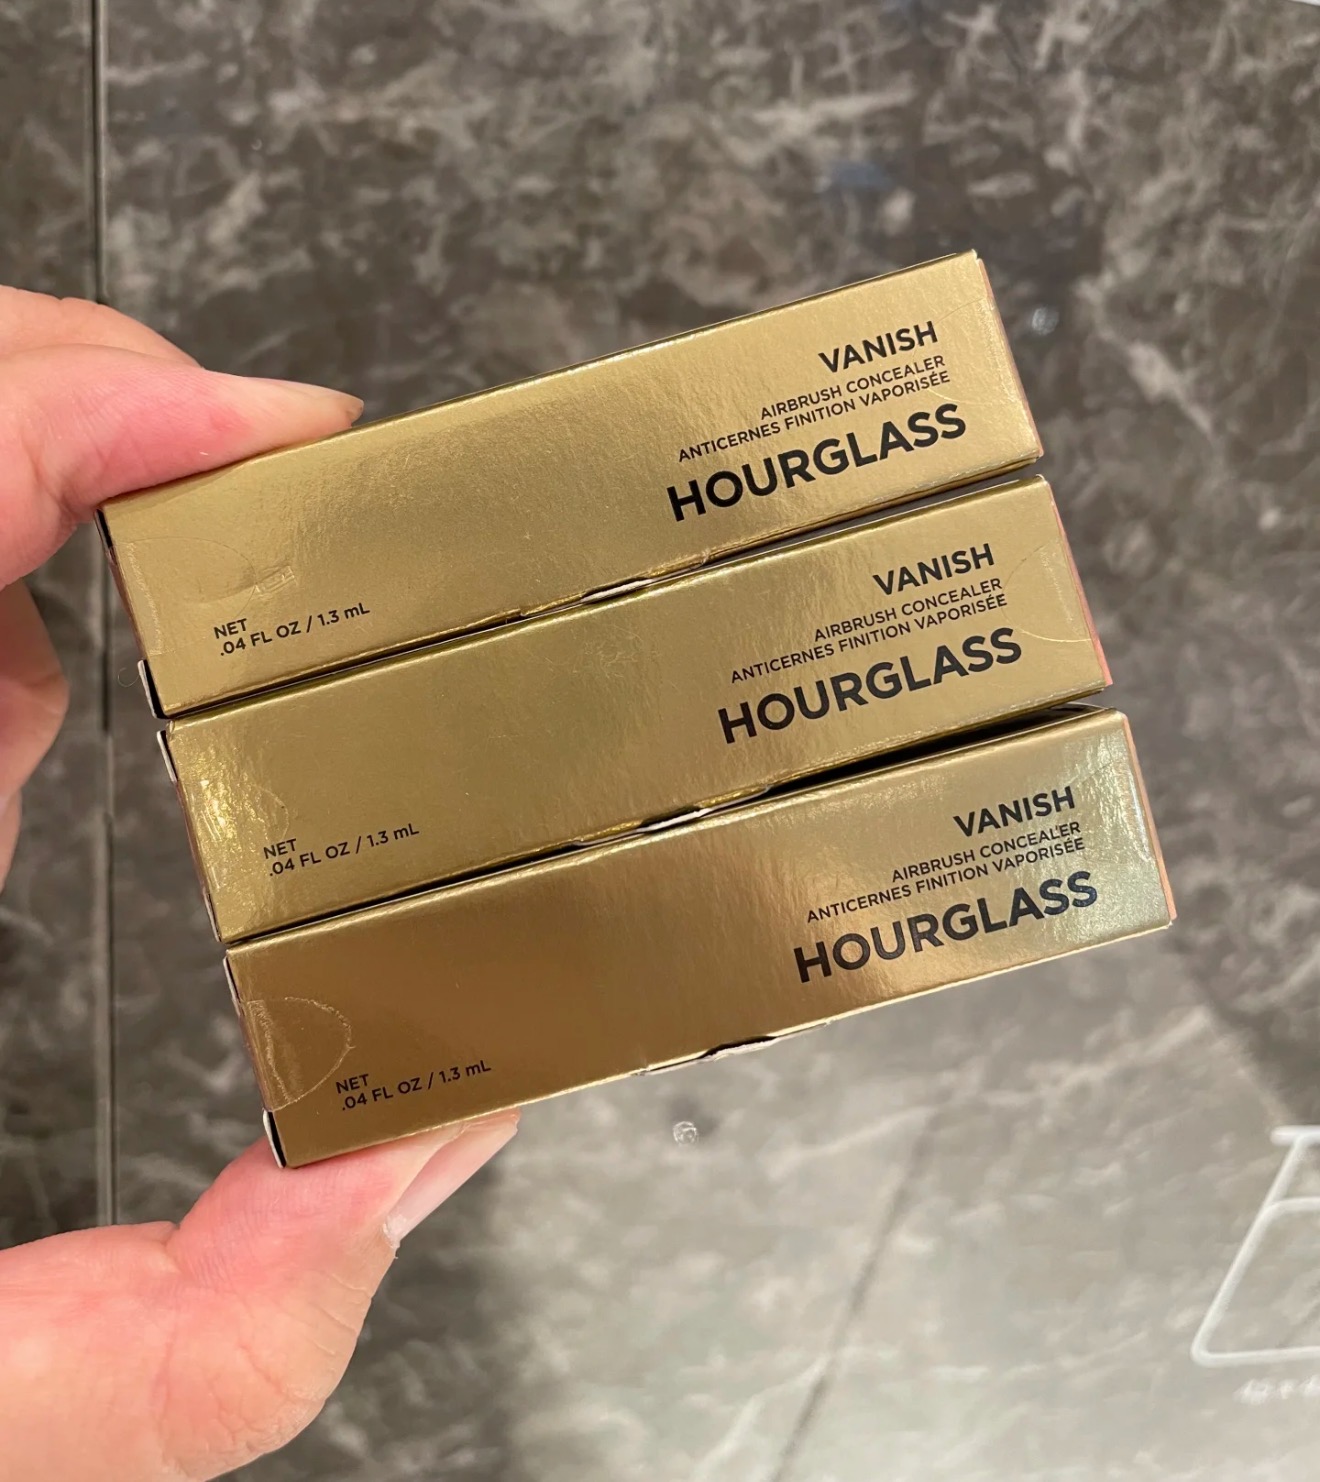 VANISH
AIRBRUSH CONCEALER
ANTICERNES FINITION VAPORISÉE
HOURGLASS
NET
.04 FL OZ / 1.3 mL
VANISH
AIRBRUSH CONCEALER
ANTICERNES FINITION VAPORISÉE
HOURGLASS
NET
.04 FL OZ / 1.3 mL
VANISH
AIRBRUSH CONCEALER
ANTICERNES FINITION VAPORISÉE
HOURGLASS
NET
.04 FL OZ / 1.3 mL